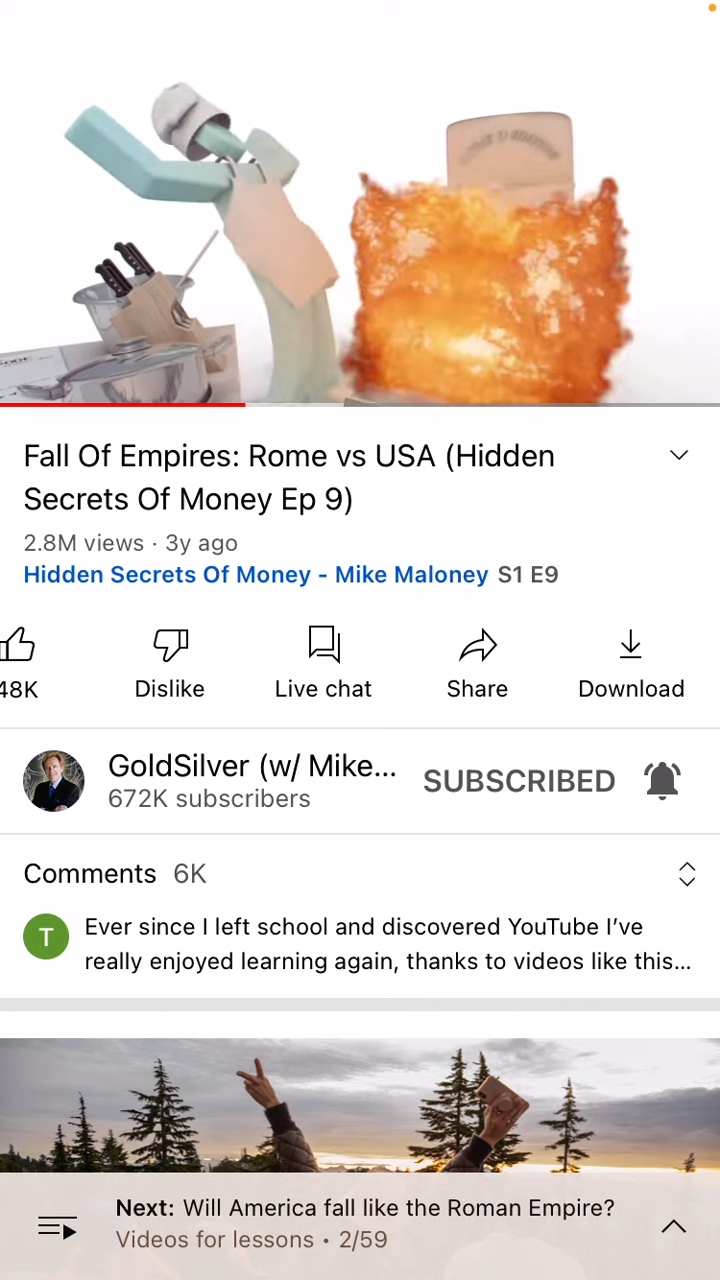 Fall Of Empires: Rome vs USA (Hidden
Secrets Of Money Ep 9)
2.8M views · 3y ago
Hidden Secrets Of Money - Mike Maloney S1 E9
48K
Dislike
Live chat
Share
Download
GoldSilver (w/ Mike...
672K subscribers
SUBSCRIBED
Comments 6K
T
Ever since I left school and discovered YouTube I’ve
really enjoyed learning again, thanks to videos like this...
Next: Will America fall like the Roman Empire?
Videos for lessons • 2/59